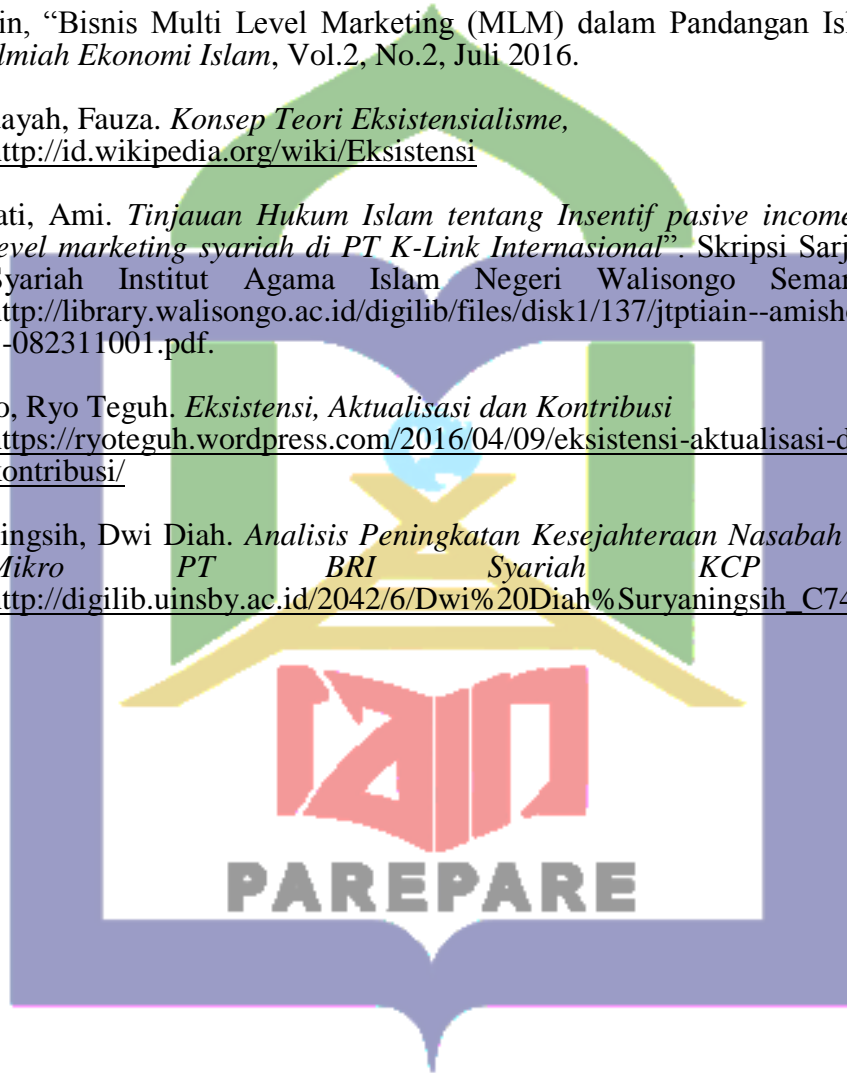 in, “Bisnis Multi Level Marketing (MLM) dalam Pandangan Isl
lmiah Ekonomi Islam, Vol.2, No.2, Juli 2016.
ayah, Fauza. Konsep Teori Eksistensialisme,
ttp://id.wikipedia.org/wiki/Eksistensi
ati, Ami. Tinjauan Hukum Islam tentang Insentif pasive income
evel marketing syariah di PT K-Link Internasional”. Skripsi Sarj
Syariah Institut Agama Islam Negeri Walisongo Semar
ttp://library.walisongo.ac.id/digilib/files/disk1/137/jtptiain--amisho
-082311001.pdf.
o, Ryo Teguh. Eksistensi, Aktualisasi dan Kontribusi
ttps://ryoteguh.wordpress.com/2016/04/09/eksistensi-aktualisasi-d
kontribusi/
ingsih, Dwi Diah. Analisis Peningkatan Kesejahteraan Nasabah
Mikro PT BRI Syariah KCP
ttp://digilib.uinsby.ac.id/2042/6/Dwi%20Diah%Suryaningsih_C74
iain
PAREPARE